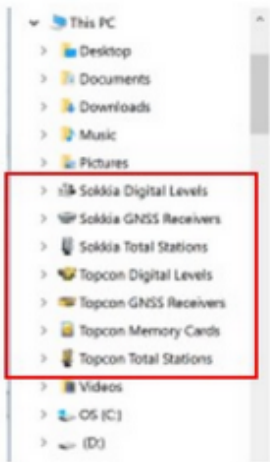 This PC
Desktop
Documents
Downloads
Music
Pictures
Sokkia Digital Levels
Sokkia GNSS Receivers
Sokkia Total Stations
Topcon Digital Levels
Topcon GNSS Receivers
Topcon Memory Cards
Topcon Total Stations
Videos
OS (C:)
(D:)